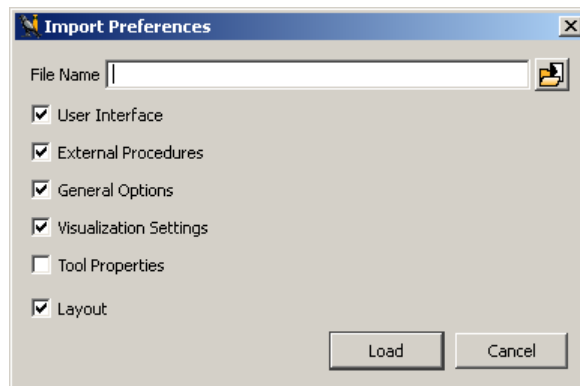 Import Preferences
File Name
User Interface
External Procedures
General Options
Visualization Settings
Tool Properties
Layout
Load Cancel